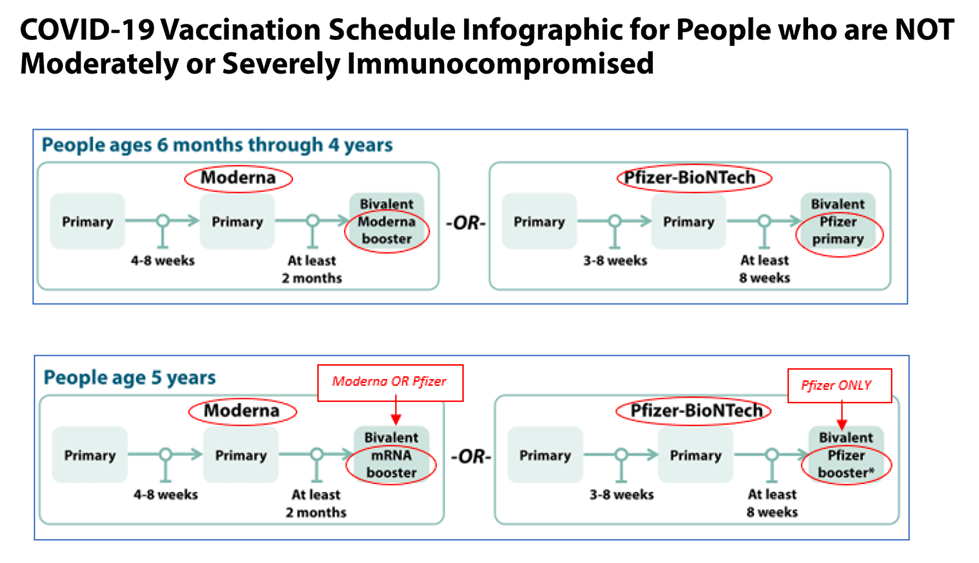 COVID-19 Vaccination Schedule Infographic for People who are NOT
Moderately or Severely Immunocompromised
People ages 6 months through 4 years
Moderna
Primary
4-8 weeks
Primary
At least
2 months
Bivalent
Moderna
booster
-OR-
Pfizer-BioNTech
Primary
3-8 weeks
Primary
At least
8 weeks
Bivalent
Pfizer
primary
People age 5 years
Moderna OR Pfizer
Moderna
Primary
4-8 weeks
Primary
At least
2 months
Bivalent
mRNA
booster
-OR-
Pfizer ONLY
Pfizer-BioNTech
Primary
3-8 weeks
Primary
At least
8 weeks
Bivalent
Pfizer
booster*